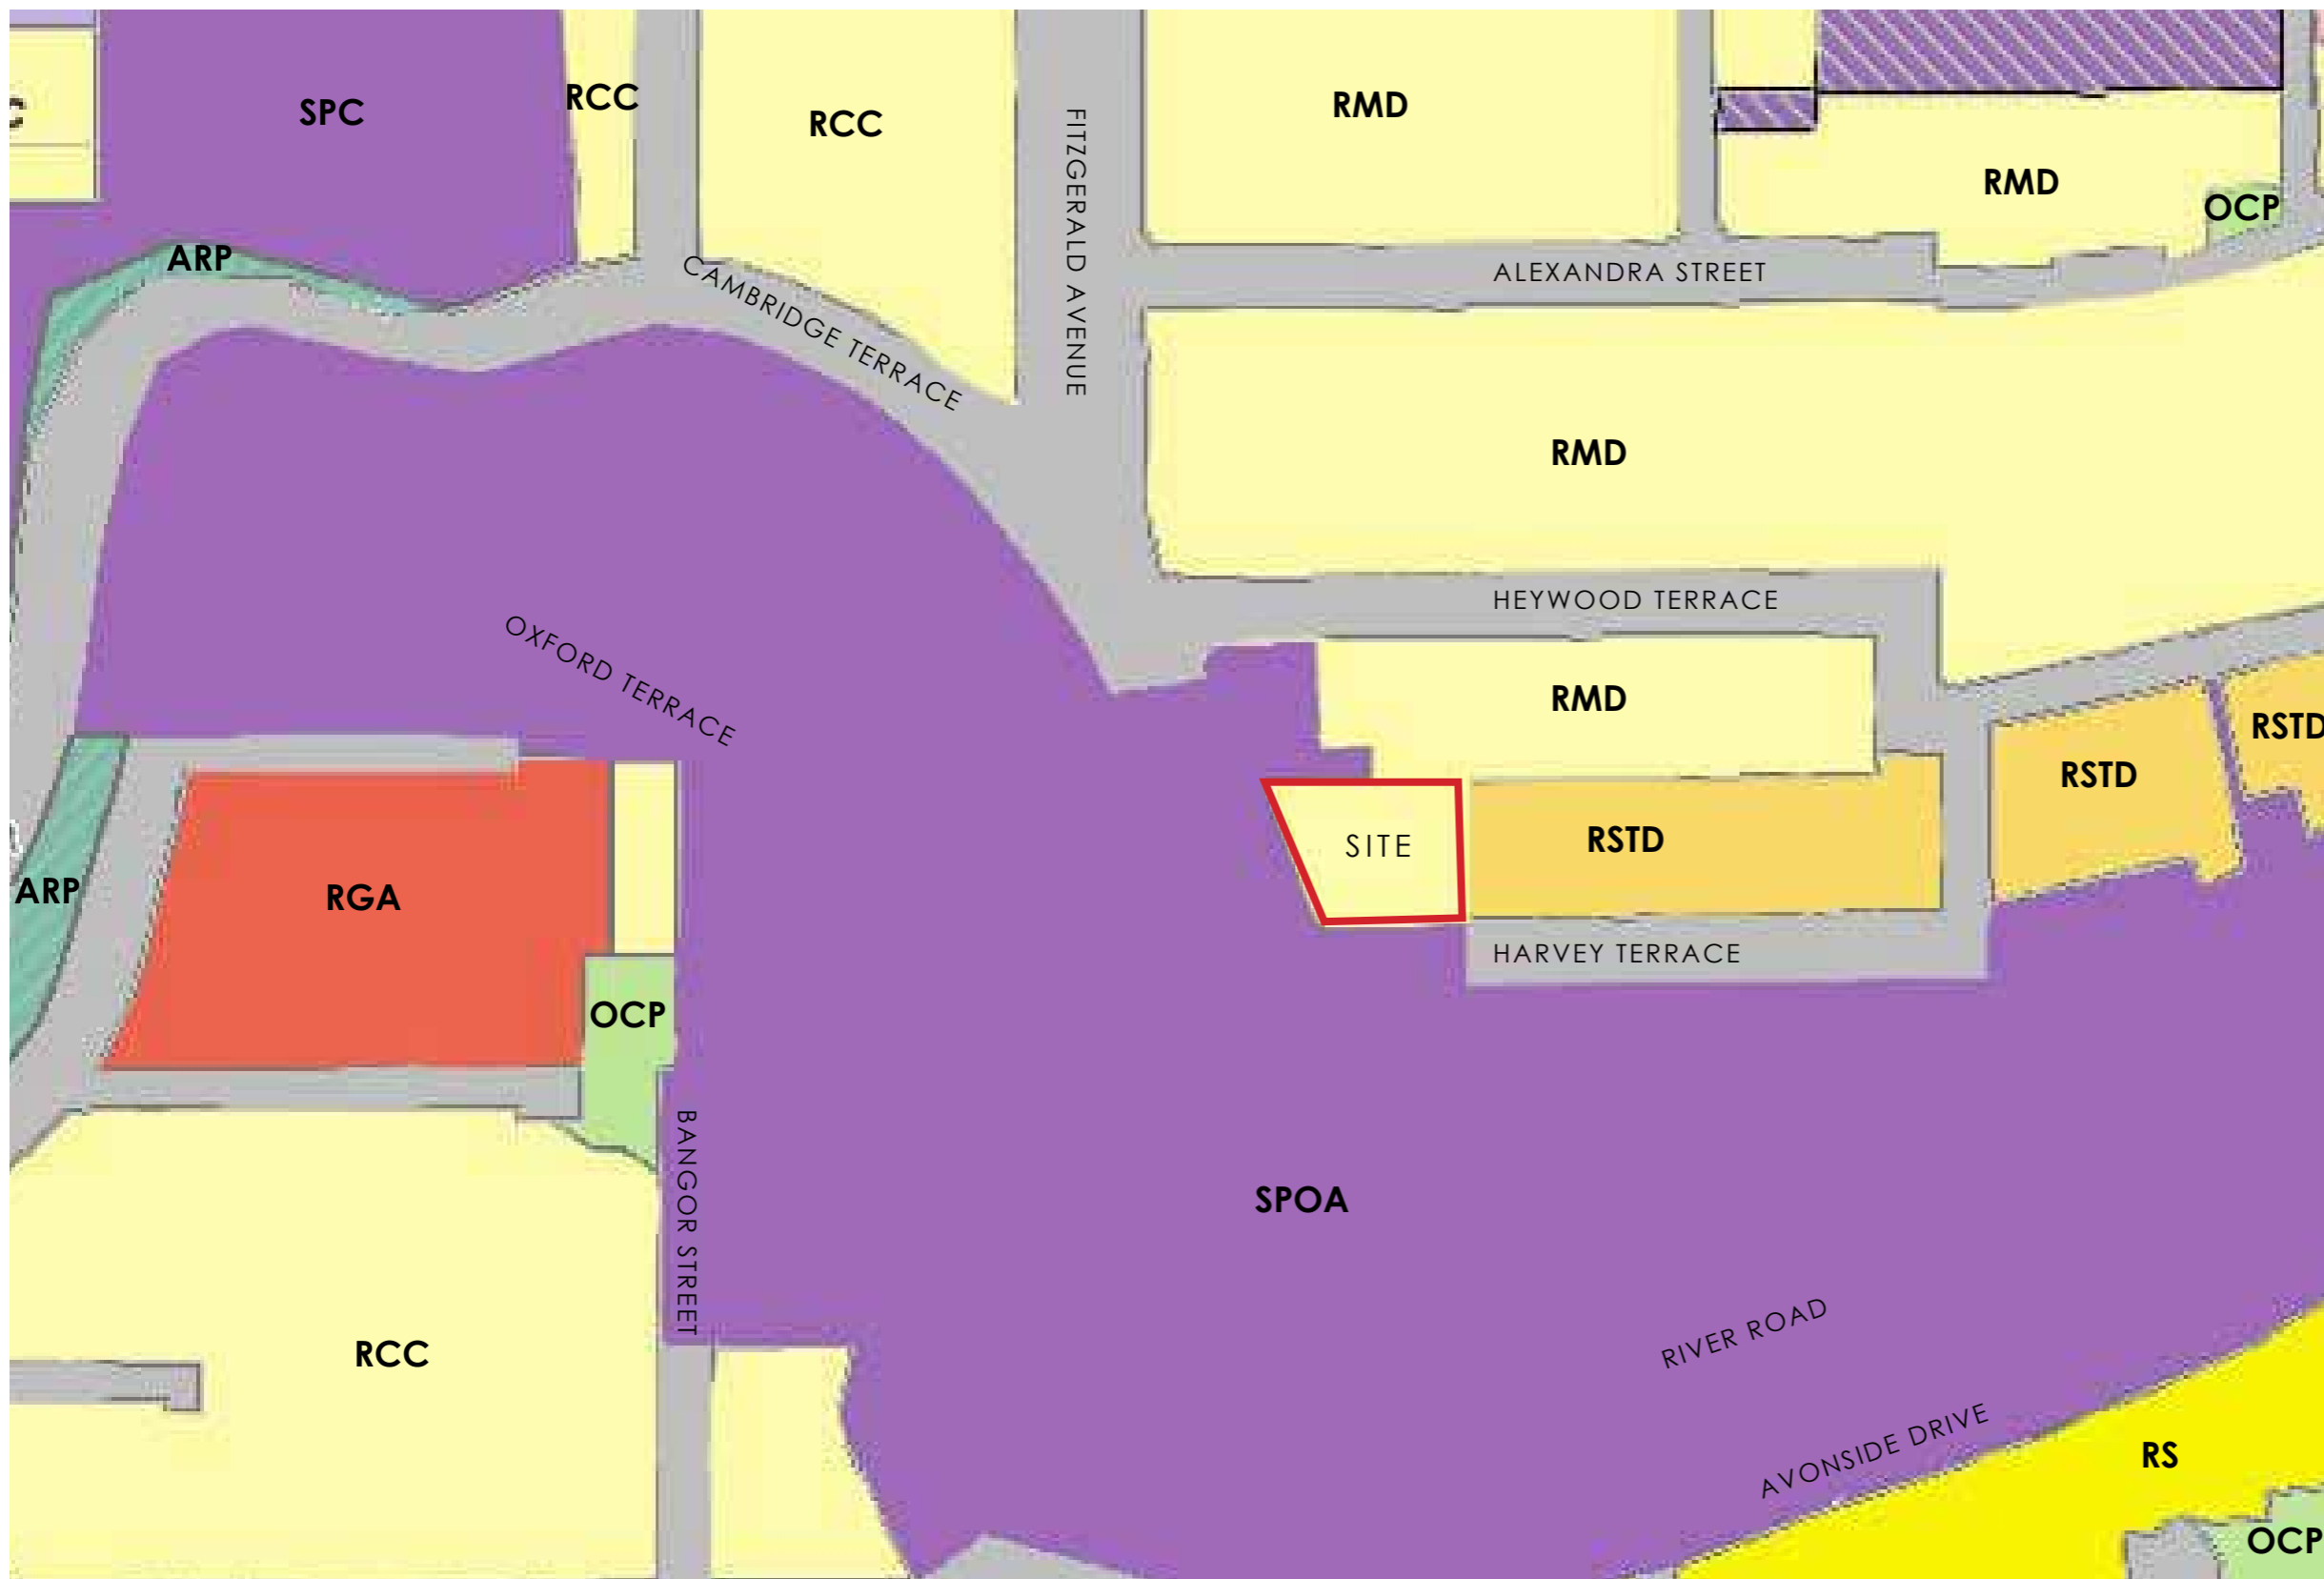 SPC
RCC
RCC
FITZGERALD AVENUE
RMD
RMD
OCP
ARP
CAMBRIDGE TERRACE
ALEXANDRA STREET
RMD
HEYWOOD TERRACE
OXFORD TERRACE
RMD
RSTD
RSTD
SITE
RSTD
ARP
RGA
HARVEY TERRACE
OCP
BANGOR STREET
SPOA
RCC
RIVER ROAD
AVONSIDE DRIVE
RS
OCP